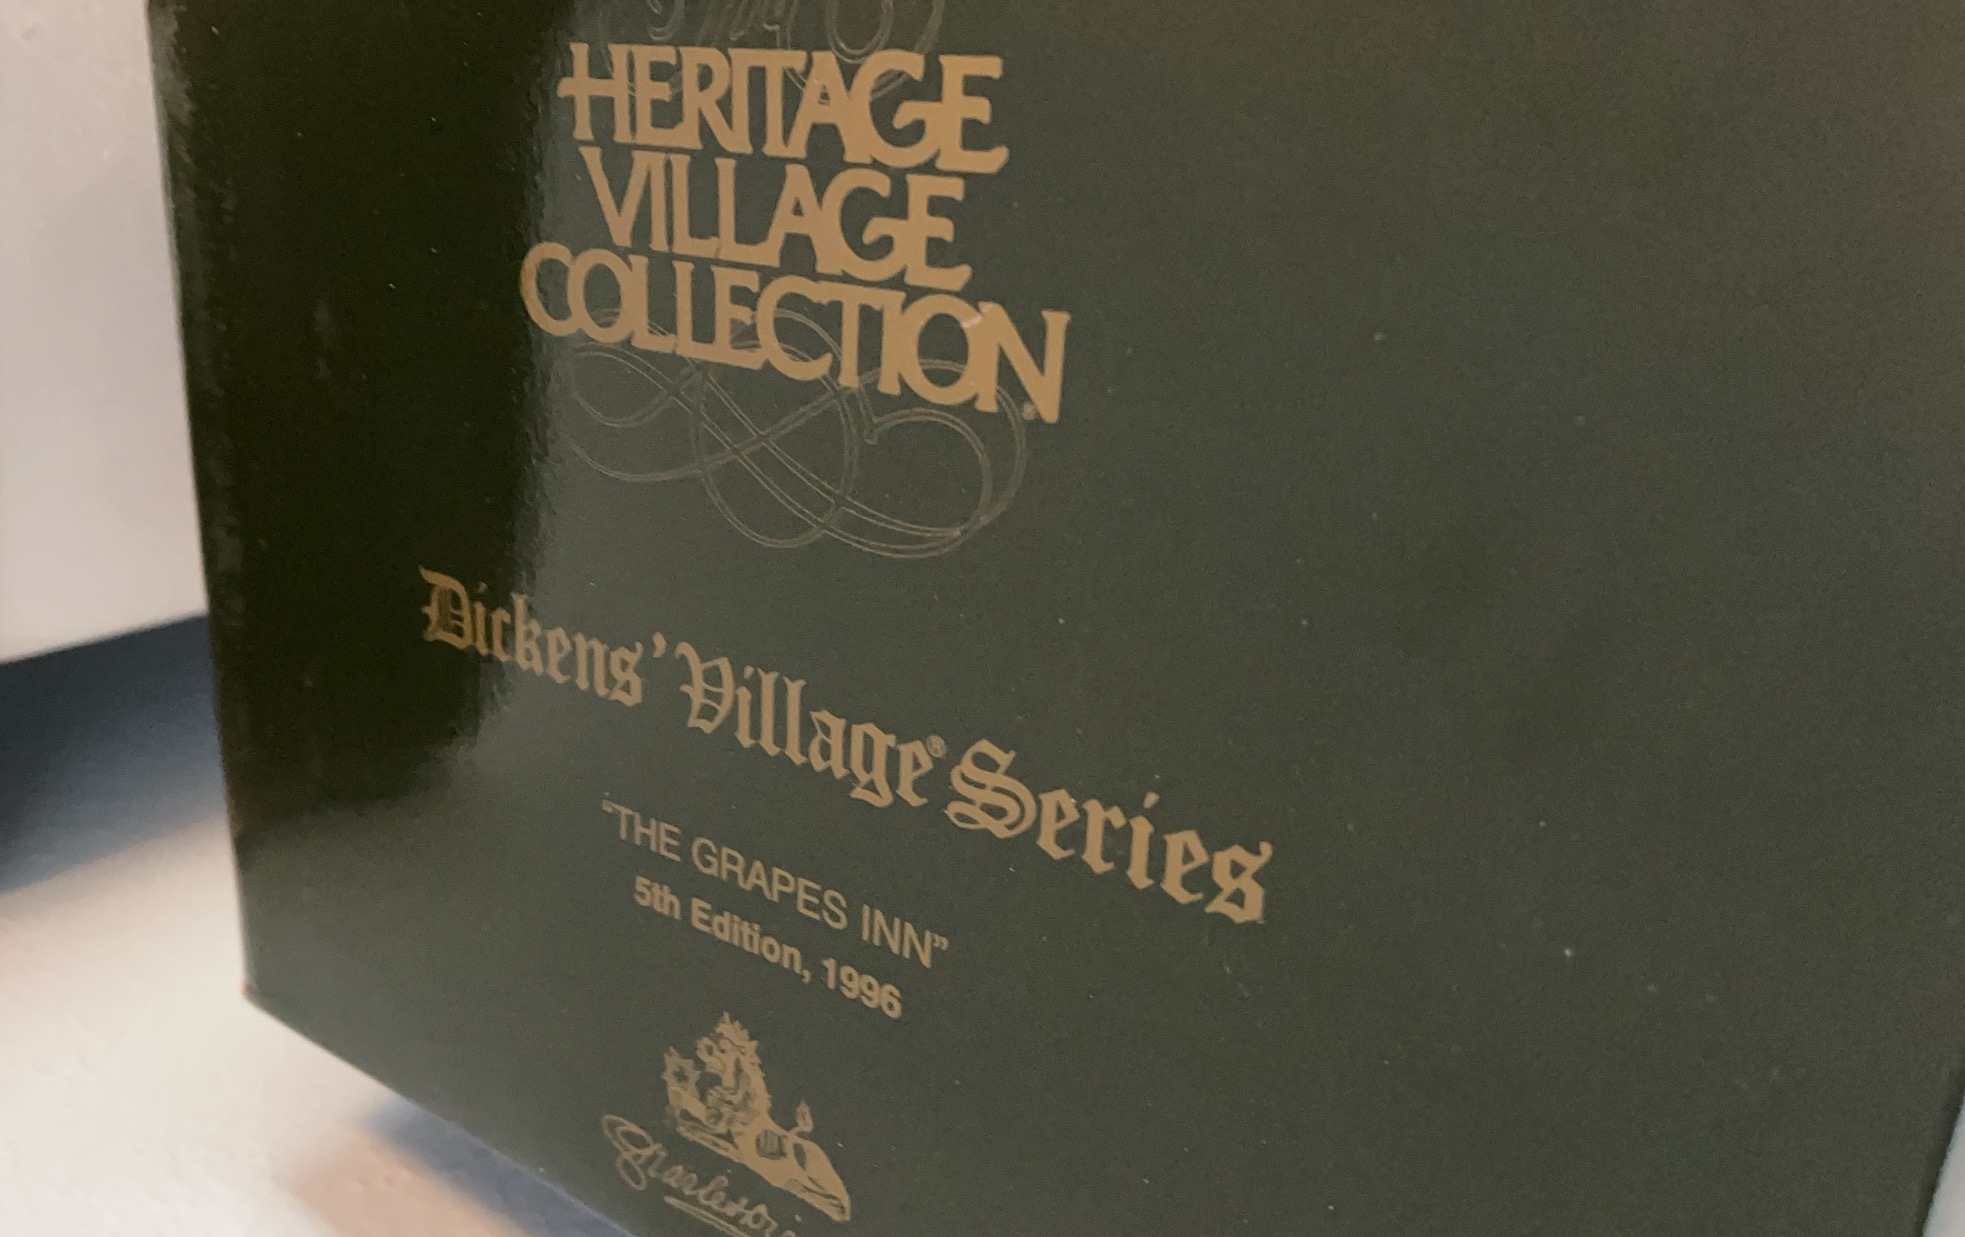 HERITAGE
VILLAGE
COLLECTION®
Dickens' Village® Series
“THE GRAPES INN”
5th Edition, 1996